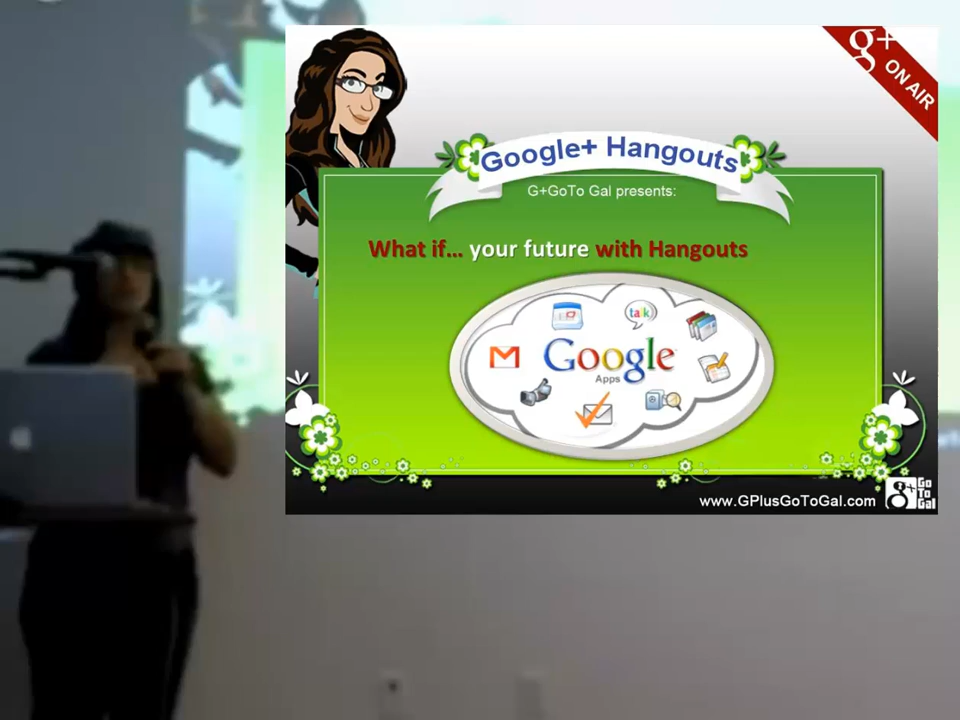 g+
ON AIR
Google+ Hangouts
G+GoTo Gal presents:
What if... your future with Hangouts
talk
Google
Apps
www.GPlusGoToGal.com
g+
Go
To
Gal